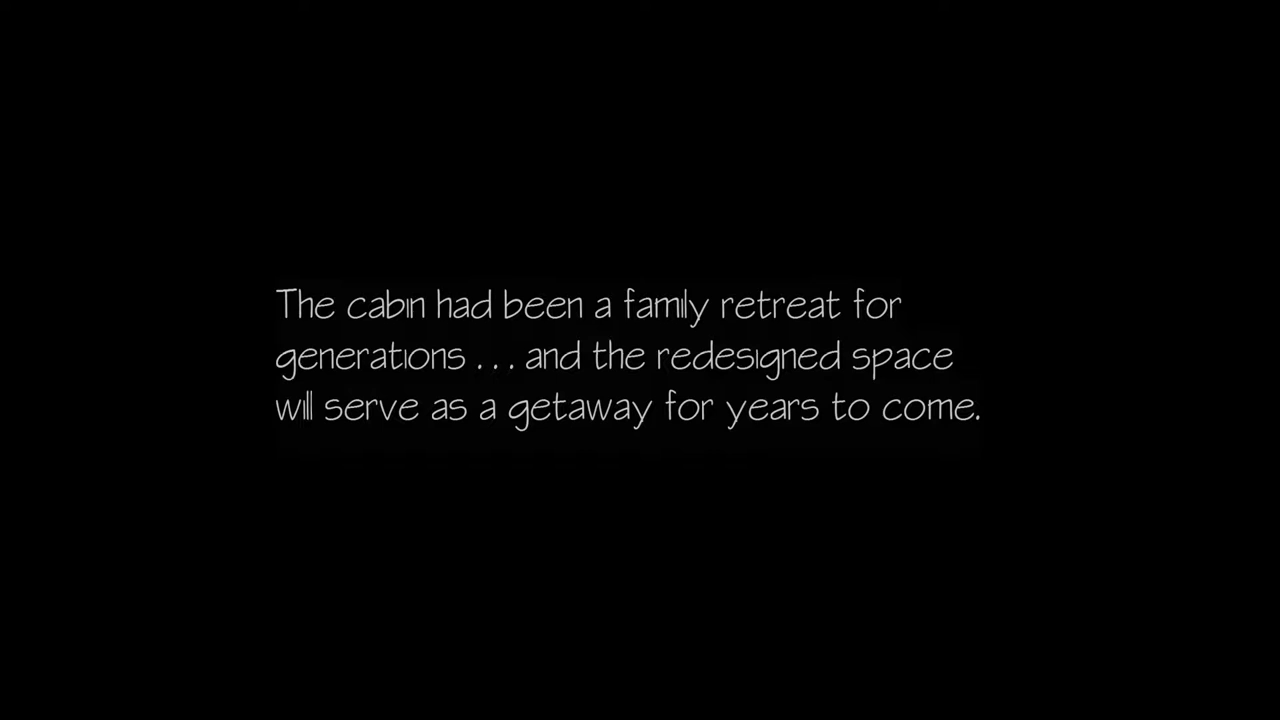 The cabin had been a family retreat for
generations . . . and the redesigned space
will serve as a getaway for years to come.